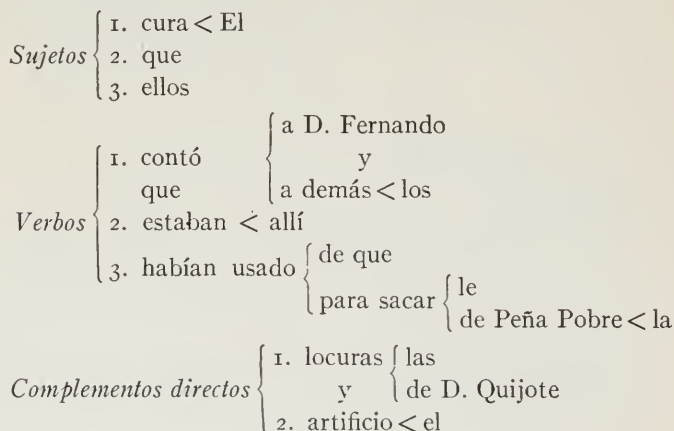 Sujetos
1. cura < El
2. que
3. ellos
Verbos
1. contó
a D. Fernando
y
que
a demás < los
2. estaban < allí
3. habían usado
de que
para sacar
le
de Peña Pobre < la
Complementos directos
1. locuras
las
y
de D. Quijote
2. artificio < el